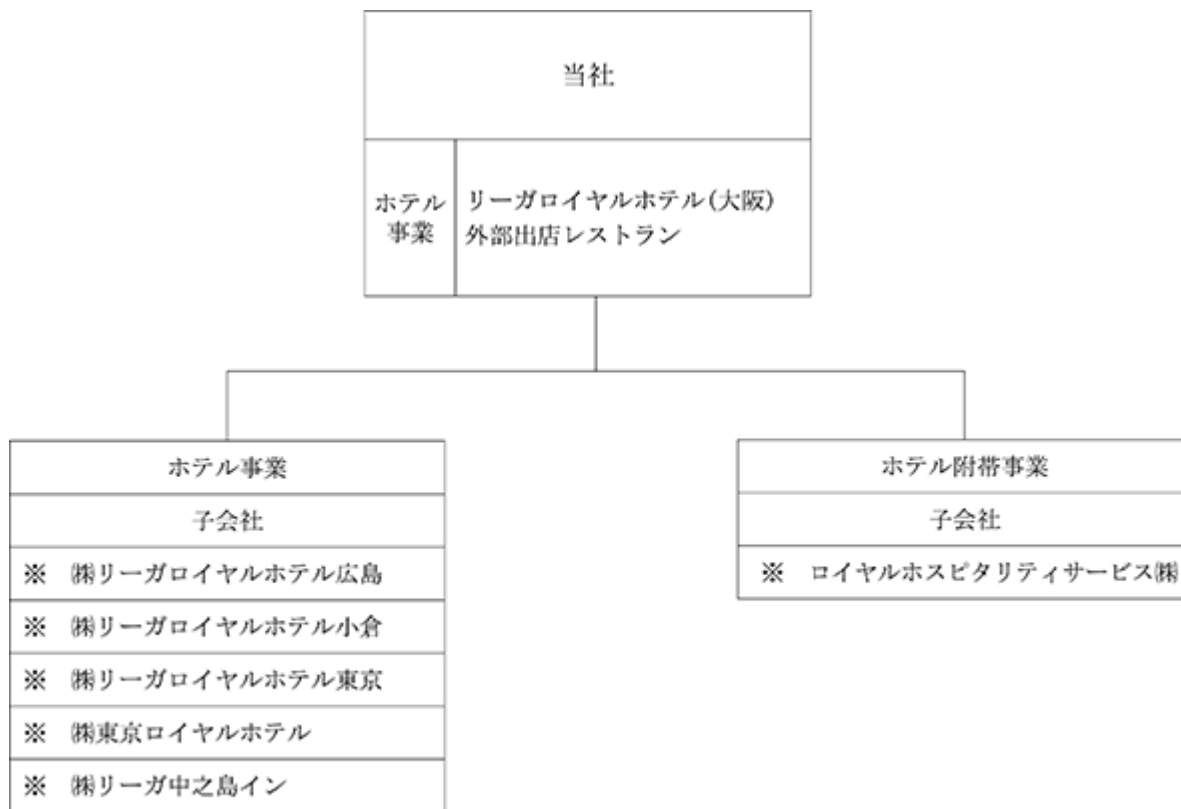 当社
ホテル
事業
リーガロイヤルホテル(大阪)
外部出店レストラン
ホテル事業
子会社
※ ㈱リーガロイヤルホテル広島
※ ㈱リーガロイヤルホテル小倉
※ ㈱リーガロイヤルホテル東京
※ ㈱東京ロイヤルホテル
※ ㈱リーガ中之島イン
ホテル附帯事業
子会社
※ ロイヤルホスピタリティサービス㈱